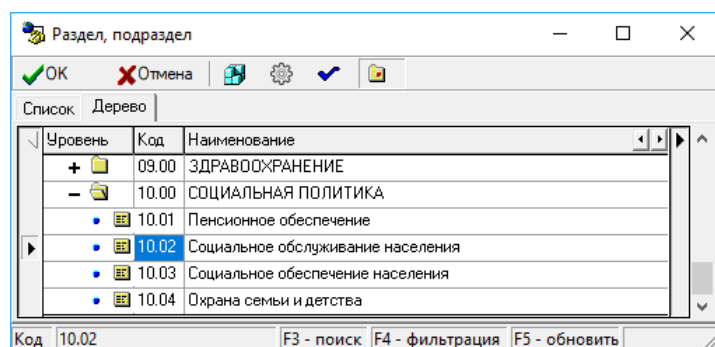 Раздел, подраздел
OK Отмена
Список Дерево
Уровень Код Наименование
09.00 ЗДРАВООХРАНЕНИЕ
10.00 СОЦИАЛЬНАЯ ПОЛИТИКА
10.01 Пенсионное обеспечение
10.02 Социальное обслуживание населения
10.03 Социальное обеспечение населения
10.04 Охрана семьи и детства
Код 10.02 F3 - поиск F4 - фильтрация F5 - обновить